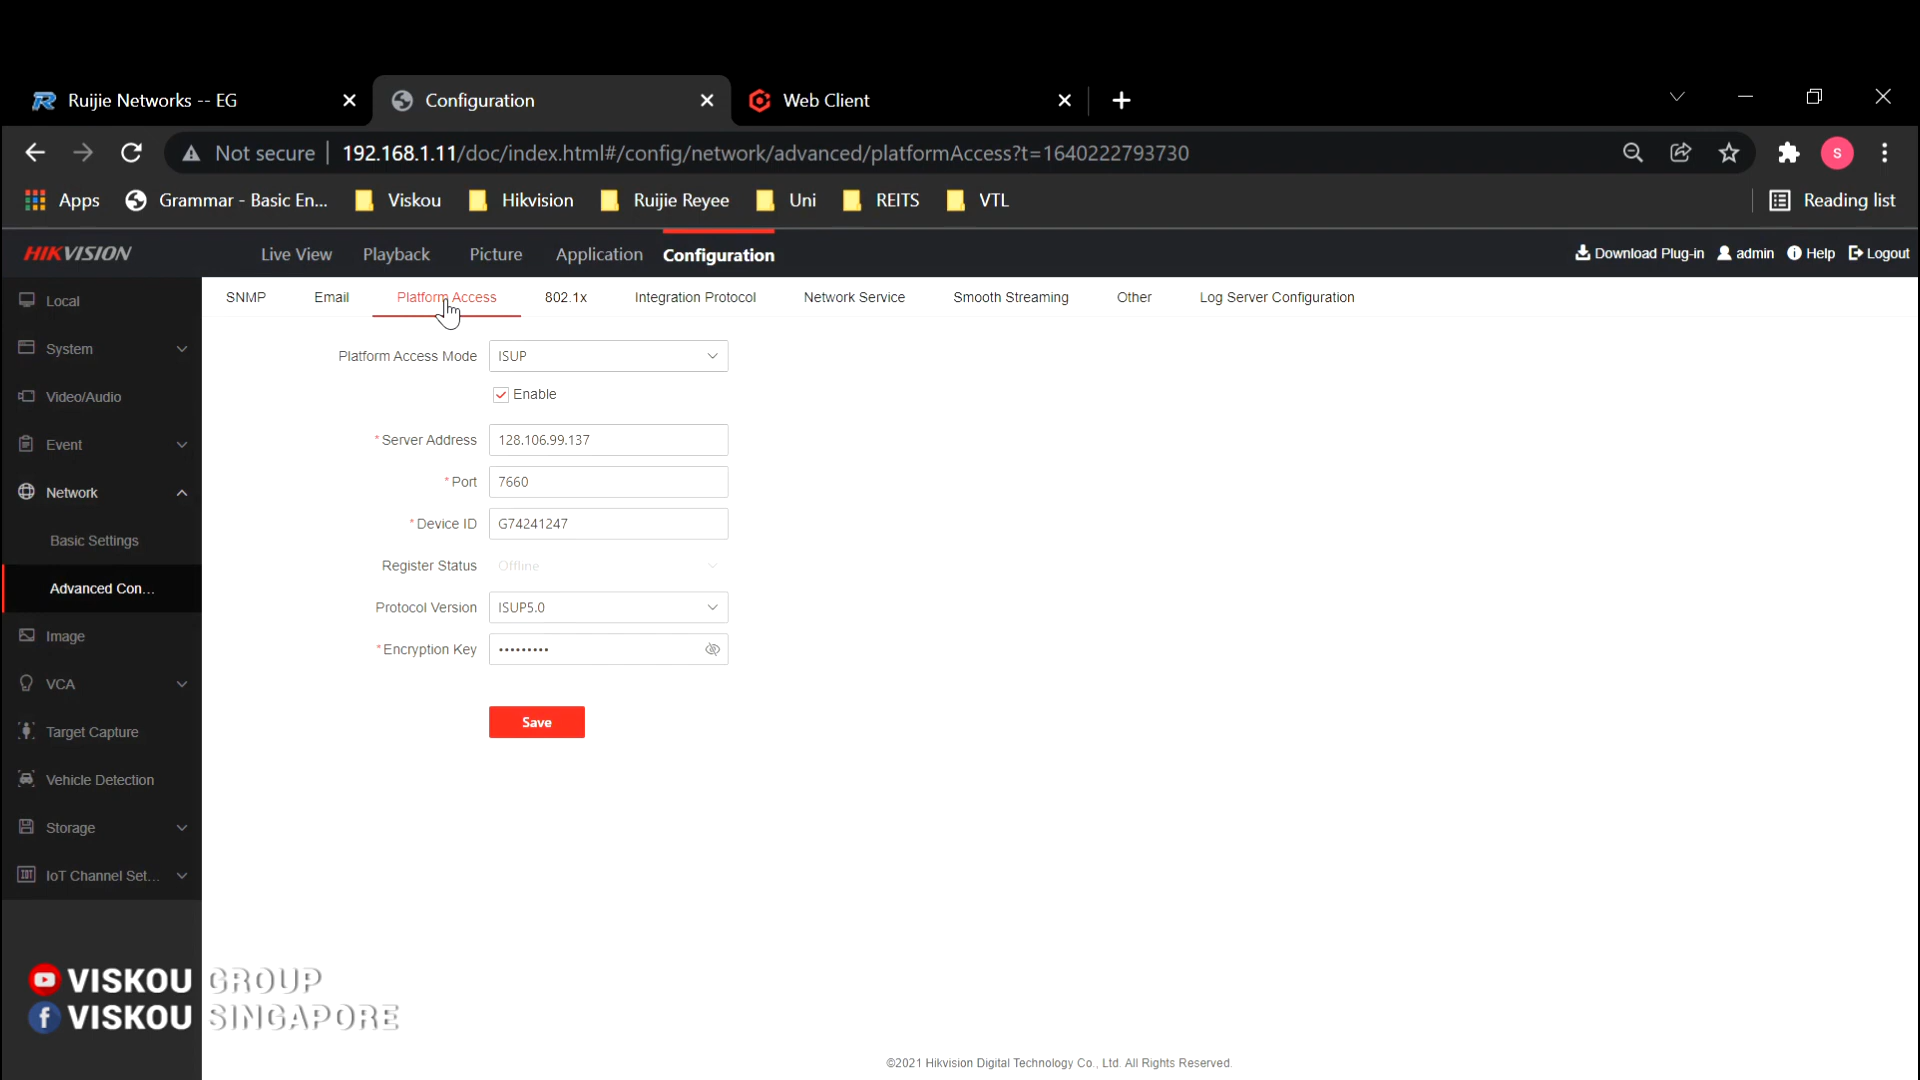 Ruijie Networks -- EG
Configuration
Web Client
Not secure
192.168.1.11/doc/index.html#/config/network/advanced/platformAccess?t=1640222793730
S
Apps
Grammar - Basic En...
Viskou
Hikvision
Ruijie Reyee
Uni
REITS
VTL
Reading list
HIKVISION
Live View
Playback
Picture
Application
Configuration
Download Plug-in
admin
Help
Logout
Local
System
Video/Audio
Event
Network
Basic Settings
Advanced Con...
Image
VCA
Target Capture
Vehicle Detection
Storage
IoT Channel Set...
SNMP
Email
Platform Access
802.1x
Integration Protocol
Network Service
Smooth Streaming
Other
Log Server Configuration
Platform Access Mode ISUP
Enable
*Server Address 128.106.99.137
*Port 7660
*Device ID G74241247
Register Status Offline
Protocol Version ISUP5.0
*Encryption Key •••••••••
Save
VISKOU GROUP
VISKOU SINGAPORE
©2021 Hikvision Digital Technology Co., Ltd. All Rights Reserved.